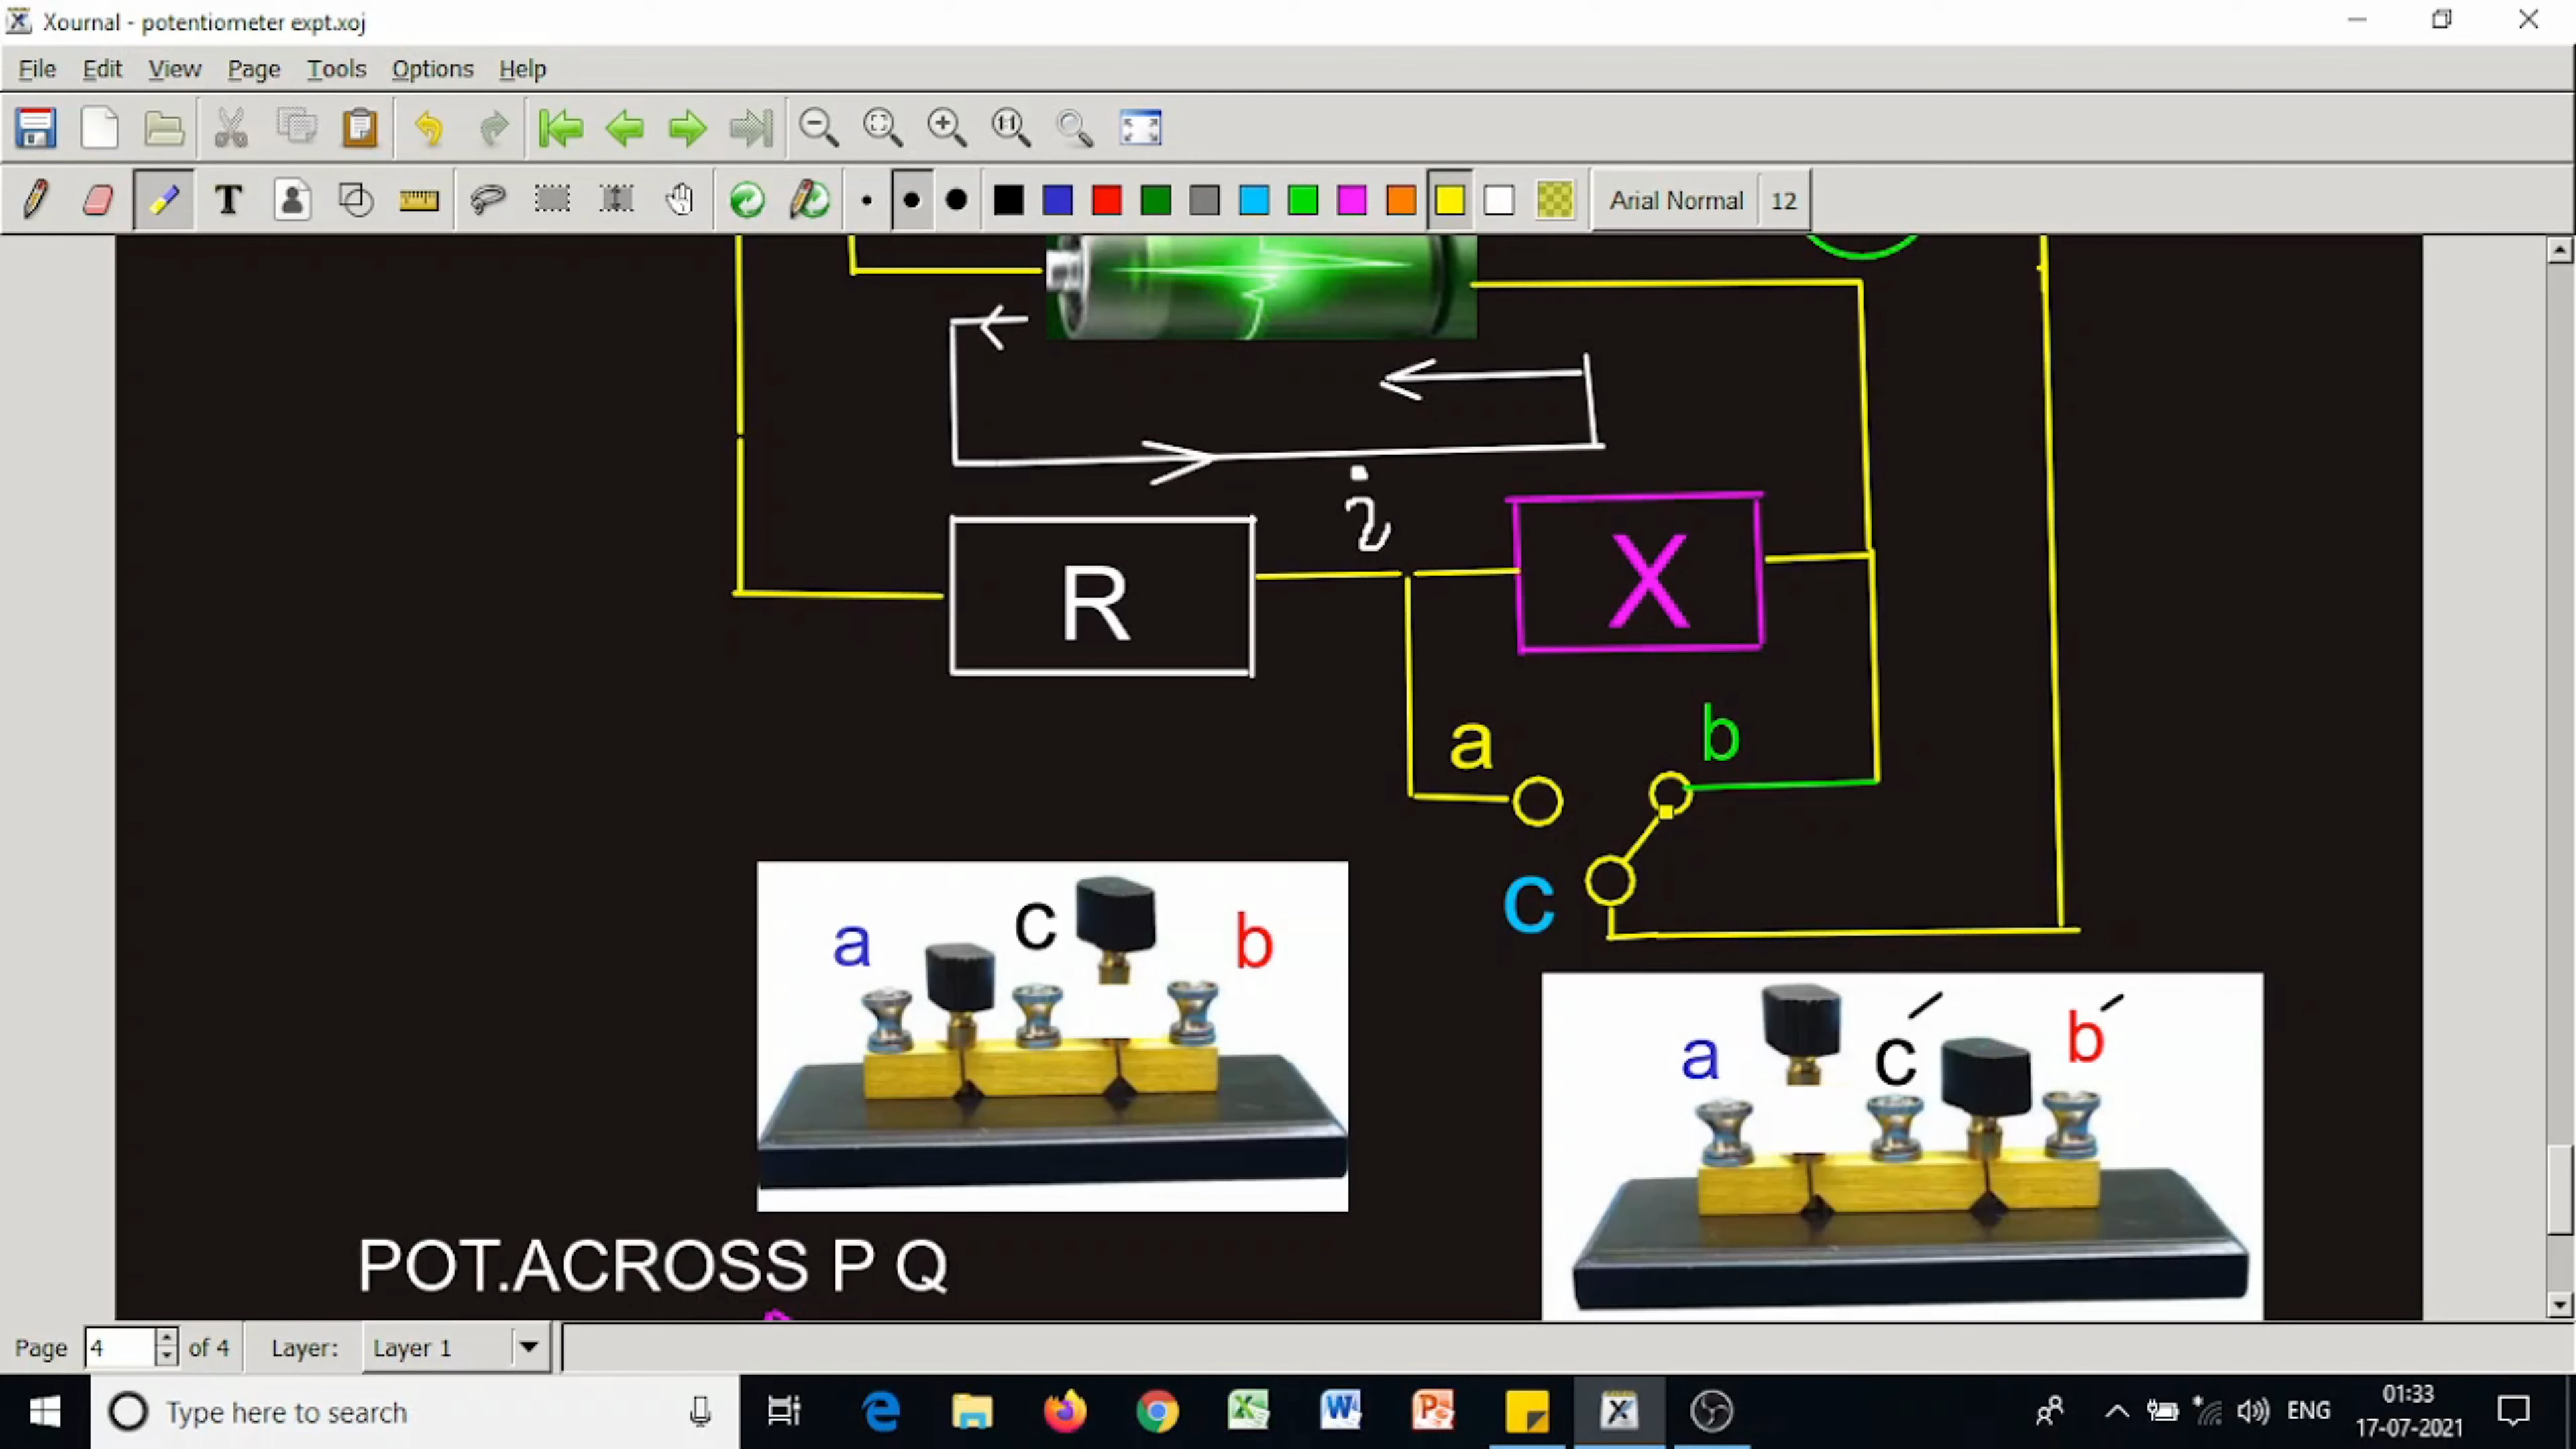 Xournal - potentiometer expt.xoj
File Edit View Page Tools Options Help
Arial Normal 12
i
R
X
a
b
c
a c b
a c b
POT.ACROSS P Q
Page 4 of 4 Layer: Layer 1
Type here to search
ENG
01:33
17-07-2021